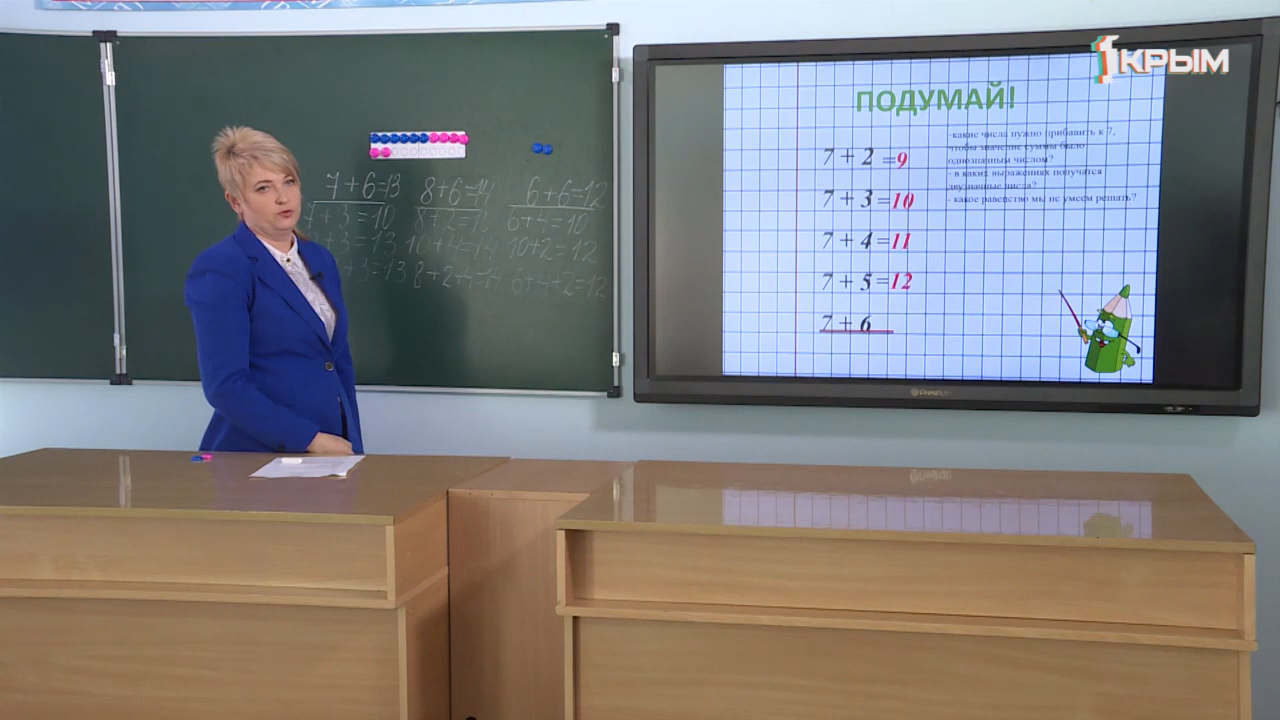 1КРЫМ
ПОДУМАЙ!
7 + 2 =9
7 + 3 =10
7 + 4 =11
7 + 5 =12
7 + 6
-какие числа нужно прибавить к 7,
чтобы значение суммы было
однозначным числом?
- в каких выражениях получатся
двузначные числа?
- какое равенство мы не умеем решать?
7+6=13
7+3=10
+3=13
+3=13
8+6=14
8+2=10
10+4=14
8+2+4=14
6+6=12
6+4=10
10+2=12
6+4+2=12